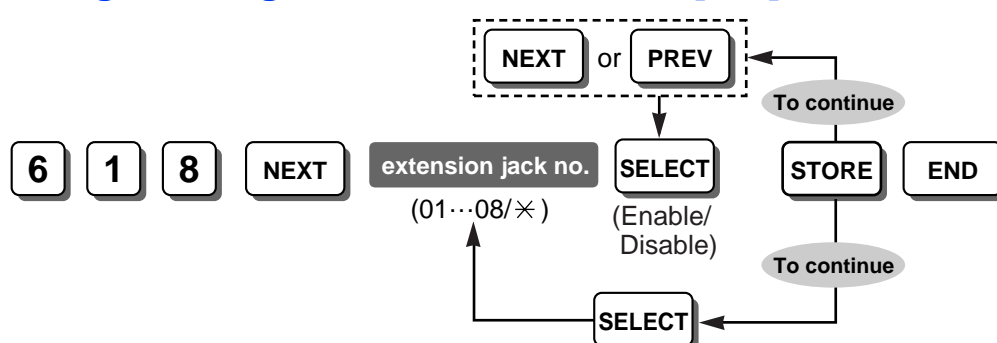 NEXT or PREV
To continue
6 1 8 NEXT extension jack no. SELECT STORE END
(01···08/✳)
(Enable/
Disable)
To continue
SELECT